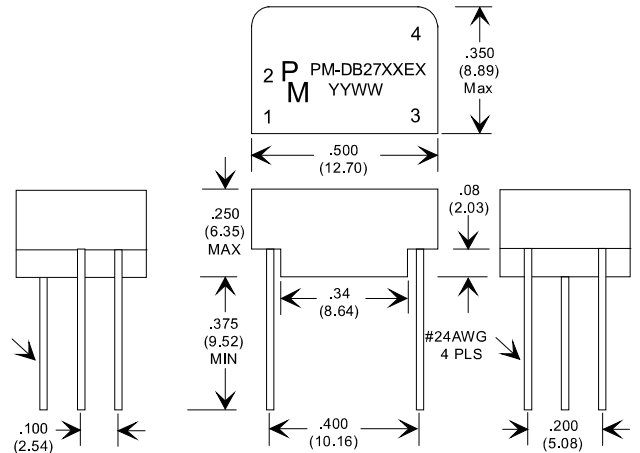 4
2 PM PM-DB27XXEX
YYWW
1 3
.350
(8.89)
Max
.500
(12.70)
.250
(6.35)
MAX
.08
(2.03)
.34
(8.64)
.375
(9.52)
MIN
#24AWG
4 PLS
.100
(2.54)
.400
(10.16)
.200
(5.08)